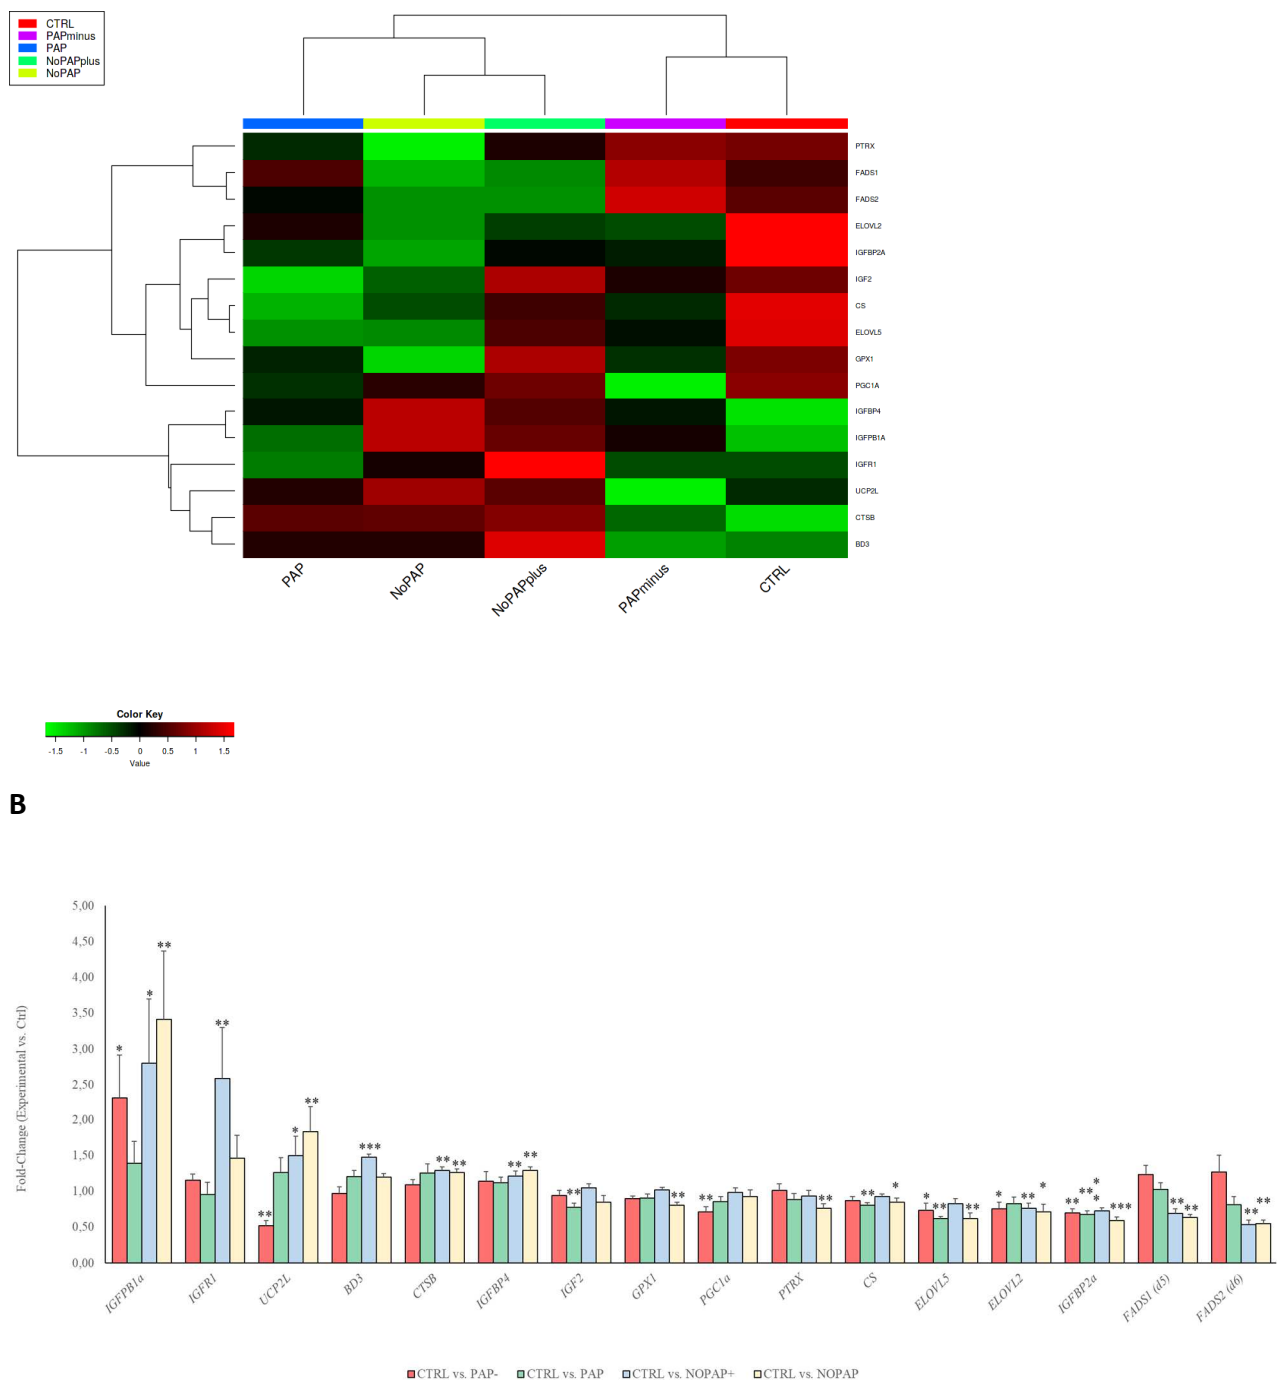 CTRL
PAPminus
PAP
NoPAPplus
NoPAP
PTRX
FADS1
FADS2
ELOVL2
IGFBP2A
IGF2
CS
ELOVL5
GPX1
PGC1A
IGFBP4
IGFPB1A
IGFR1
UCP2L
CTSB
BD3
PAP NoPAP NoPAPplus PAPminus CTRL
Color Key
-1.5 -1 -0.5 0 0.5 1 1.5
Value
B
Fold-Change (Experimental vs. Ctrl)
5,00
4,50
4,00
3,50
3,00
2,50
2,00
1,50
1,00
0,50
0,00
* ** * **
**
** * **
***
** **
** **
**
**
**
**
** *
* ** **
* ** *
** ** * * ***
** **
** **
IGFPB1a IGFR1 UCP2L BD3 CTSB IGFBP4 IGF2 GPX1 PGC1a PTRX CS ELOVL5 ELOVL2 IGFBP2a FADS1 (d5) FADS2 (d6)
CTRL vs. PAP- CTRL vs. PAP CTRL vs. NOPAP+ CTRL vs. NOPAP